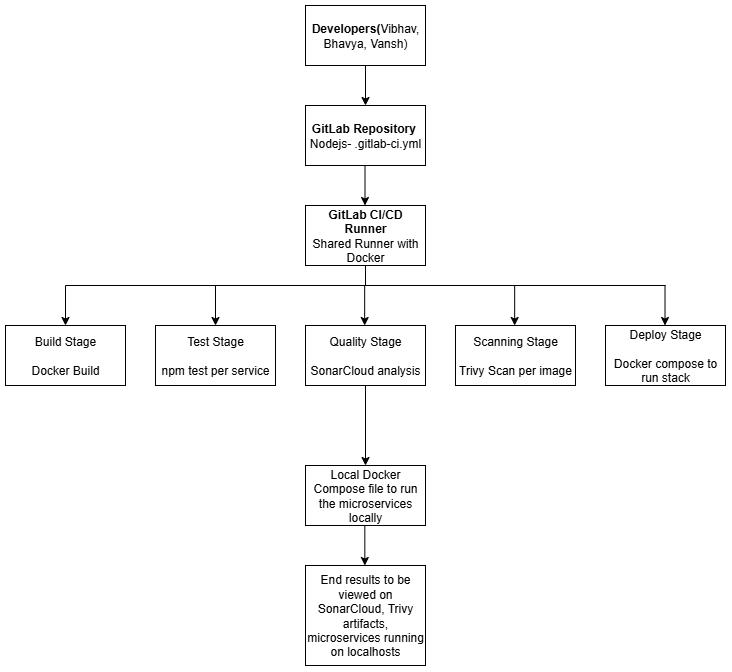 Developers(Vibhav,
Bhavya, Vansh)
GitLab Repository
Nodejs- .gitlab-ci.yml
GitLab CI/CD
Runner
Shared Runner with
Docker
Build Stage
Docker Build
Test Stage
npm test per service
Quality Stage
SonarCloud analysis
Scanning Stage
Trivy Scan per image
Deploy Stage
Docker compose to
run stack
Local Docker
Compose file to run
the microservices
locally
End results to be
viewed on
SonarCloud, Trivy
artifacts,
microservices running
on localhosts